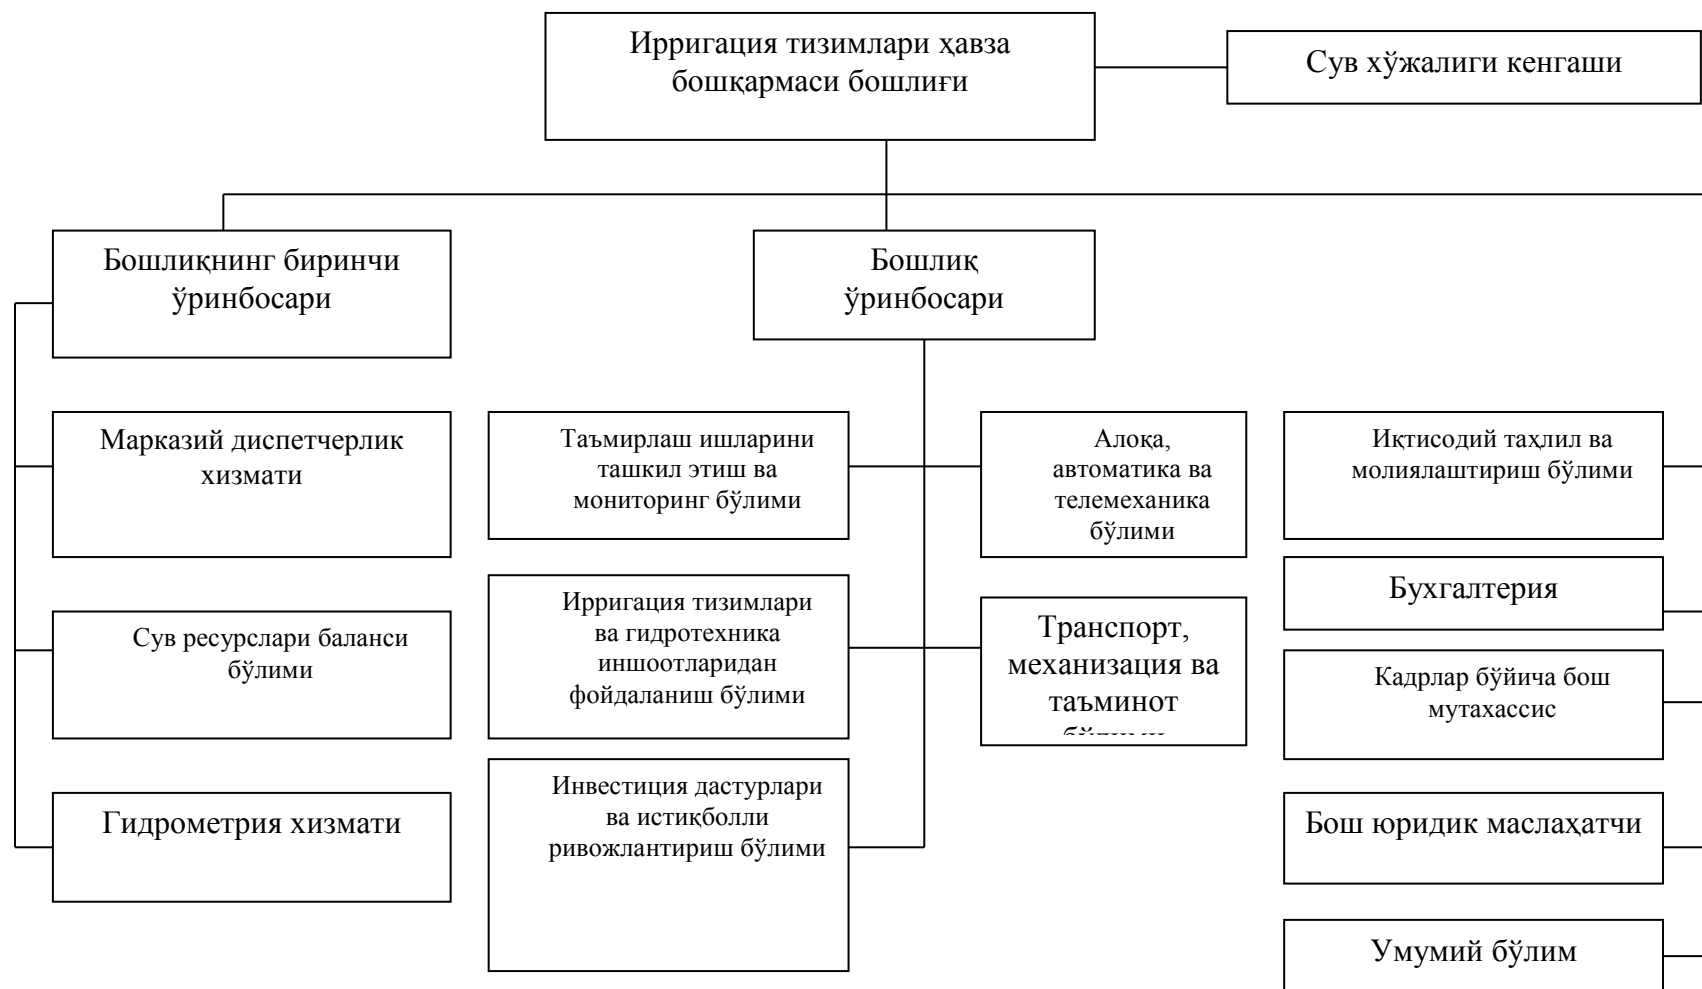 Ирригация тизимлари ҳавза
бошқармаси бошлиғи
Сув хўжалиги кенгаши
Бошлиқнинг биринчи
ўринбосари
Бошлиқ
ўринбосари
Марказий диспетчерлик
хизмати
Таъмирлаш ишларини
ташкил этиш ва
мониторинг бўлими
Алоқа,
автоматика ва
телемеханика
бўлими
Иқтисодий таҳлил ва
молиялаштириш бўлими
Бухгалтерия
Сув ресурслари баланси
бўлими
Ирригация тизимлари
ва гидротехника
иншоотларидан
фойдаланиш бўлими
Транспорт,
механизация ва
таъминот
Кадрлар бўйича бош
мутахассис
Гидрометрия хизмати
Инвестиция дастурлари
ва истиқболли
ривожлантириш бўлими
Бош юридик маслаҳатчи
Умумий бўлим